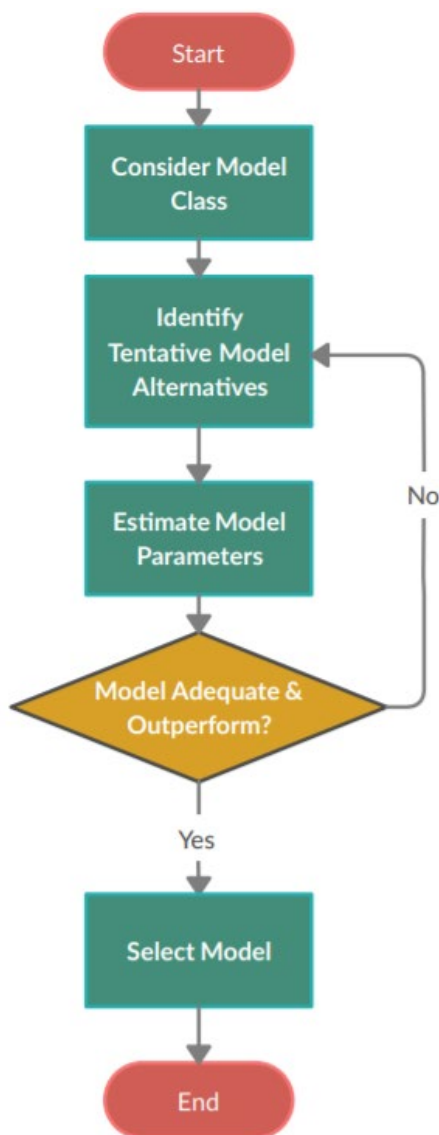 Start
Consider Model
Class
Identify
Tentative Model
Alternatives
No
Estimate Model
Parameters
Model Adequate &
Outperform?
Yes
Select Model
End